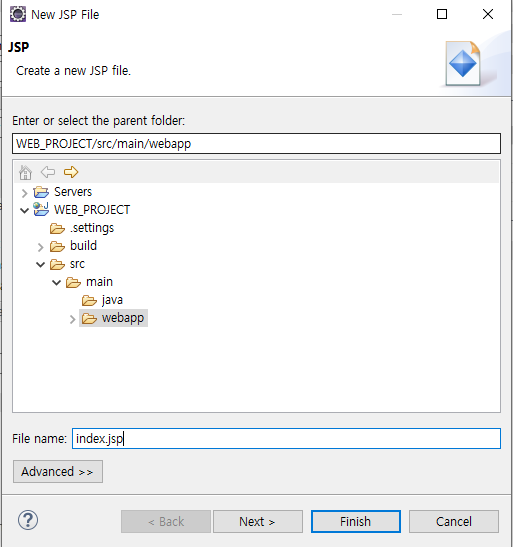 New JSP File
JSP
Create a new JSP file.
Enter or select the parent folder:
WEB_PROJECT/src/main/webapp
Servers
WEB_PROJECT
.settings
build
src
main
java
webapp
File name: index.jsp
Advanced >>
? < Back Next > Finish Cancel